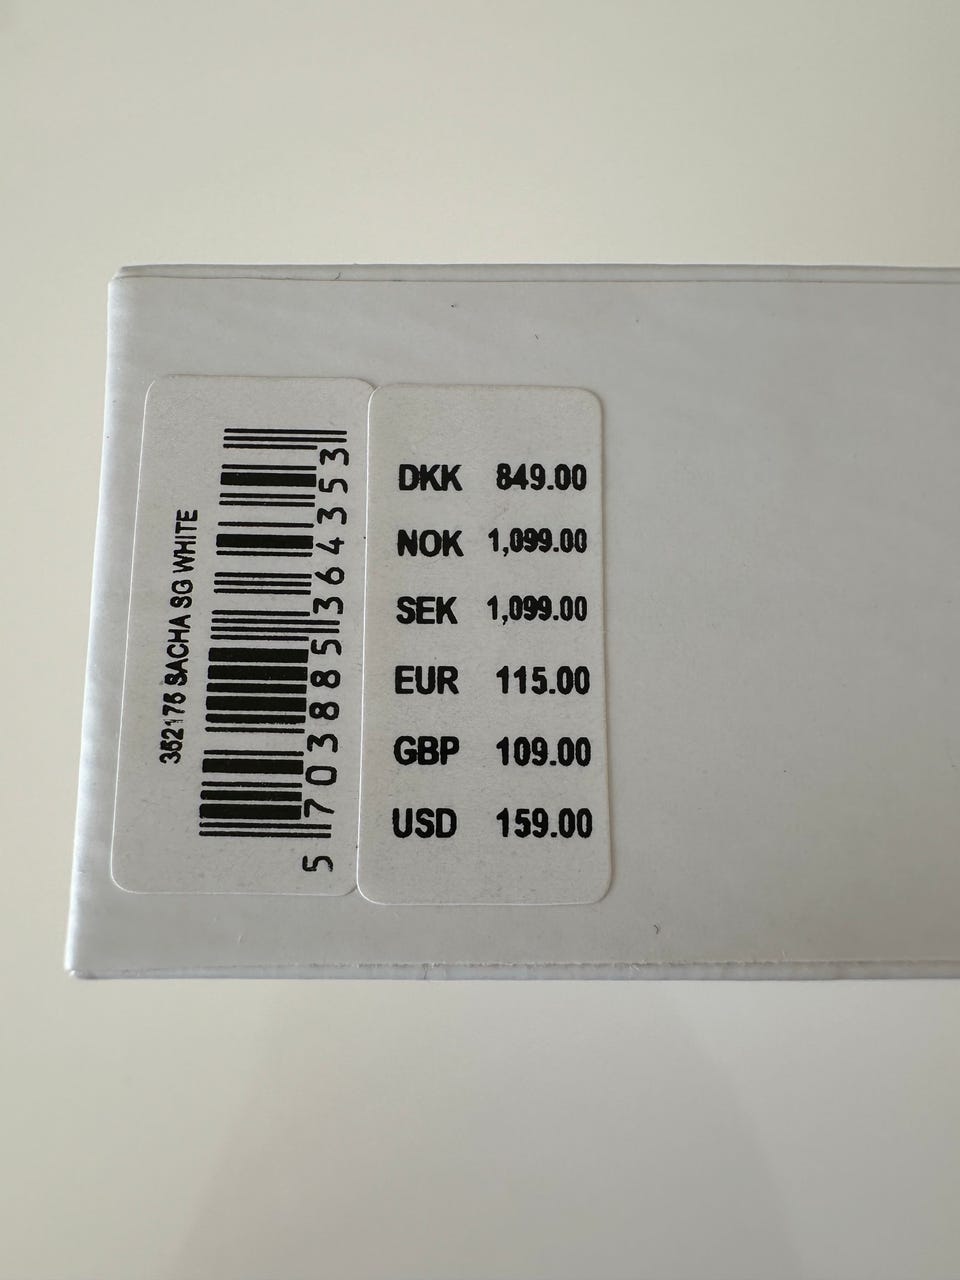 352176 SACHA SG WHITE
5 703885 364353
DKK 849.00
NOK 1,099.00
SEK 1,099.00
EUR 115.00
GBP 109.00
USD 159.00